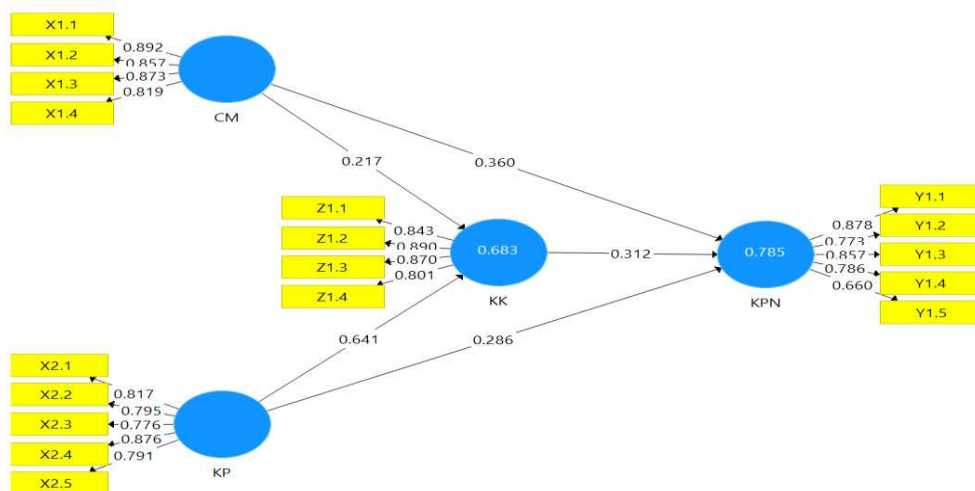 X1.1
X1.2
X1.3
X1.4
0.892
0.857
0.873
0.819
CM
0.217
0.360
Z1.1
Z1.2
Z1.3
Z1.4
0.843
0.890
0.870
0.801
0.683
KK
0.312
0.785
KPN
0.878
0.773
0.857
0.786
0.660
Y1.1
Y1.2
Y1.3
Y1.4
Y1.5
0.641
0.286
X2.1
X2.2
X2.3
X2.4
X2.5
0.817
0.795
0.776
0.876
0.791
KP